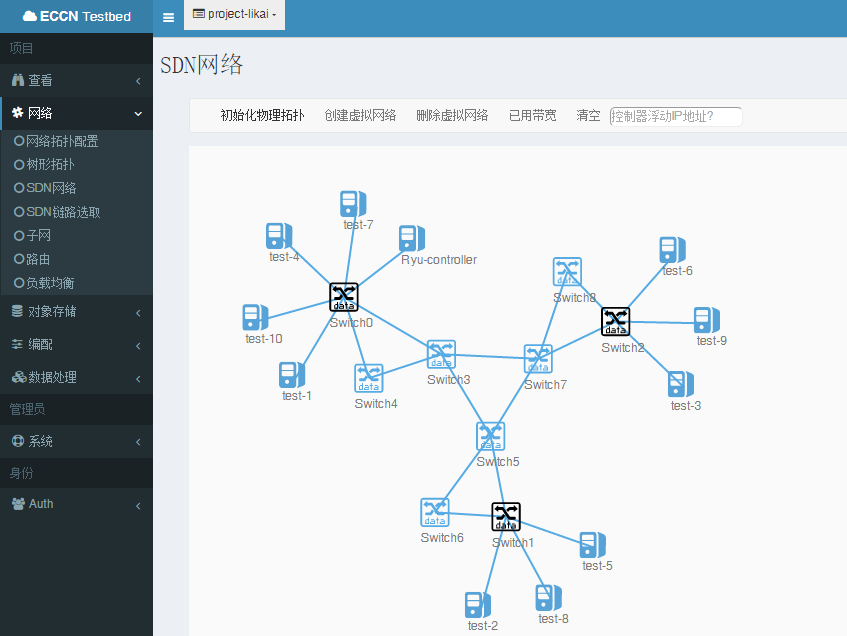 ECCN Testbed
project-likai
项目
查看
网络
网络拓扑配置
树形拓扑
SDN网络
SDN链路选取
子网
路由
负载均衡
对象存储
编配
数据处理
管理员
系统
身份
Auth
SDN网络
初始化物理拓扑 创建虚拟网络 删除虚拟网络 已用带宽 清空 控制器浮动IP地址?
test-7
test-4
Ryu-controller
data
Switch0
test-10
test-1
data
Switch4
data
Switch3
data
Switch8
test-6
data
Switch2
test-9
test-3
data
Switch7
data
Switch5
data
Switch6
data
Switch1
test-5
test-2
test-8